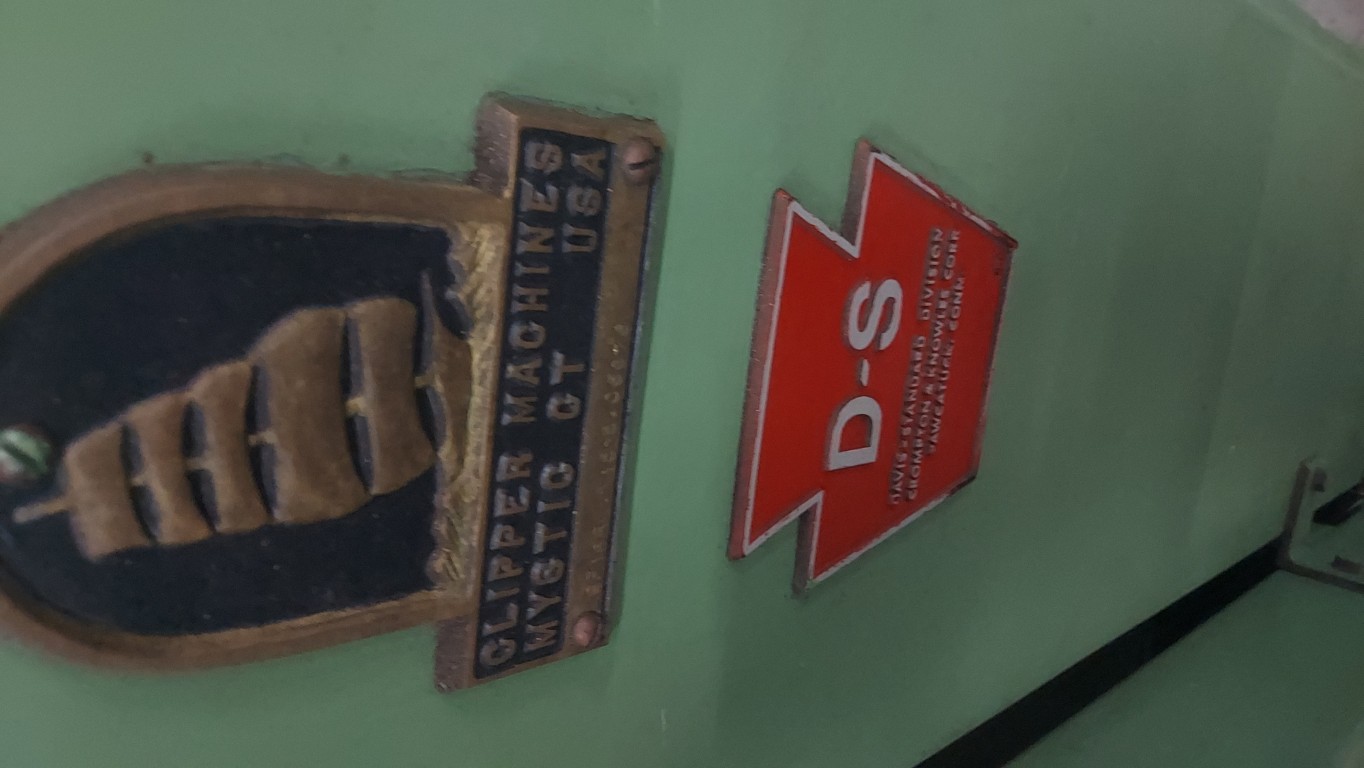 CLIPPER MACHINES
MYSTIC CT USA
D-S
DAVIS-STANDARD DIVISION
CROMPTON & KNOWLES CORP.
PAWCATUCK, CONN